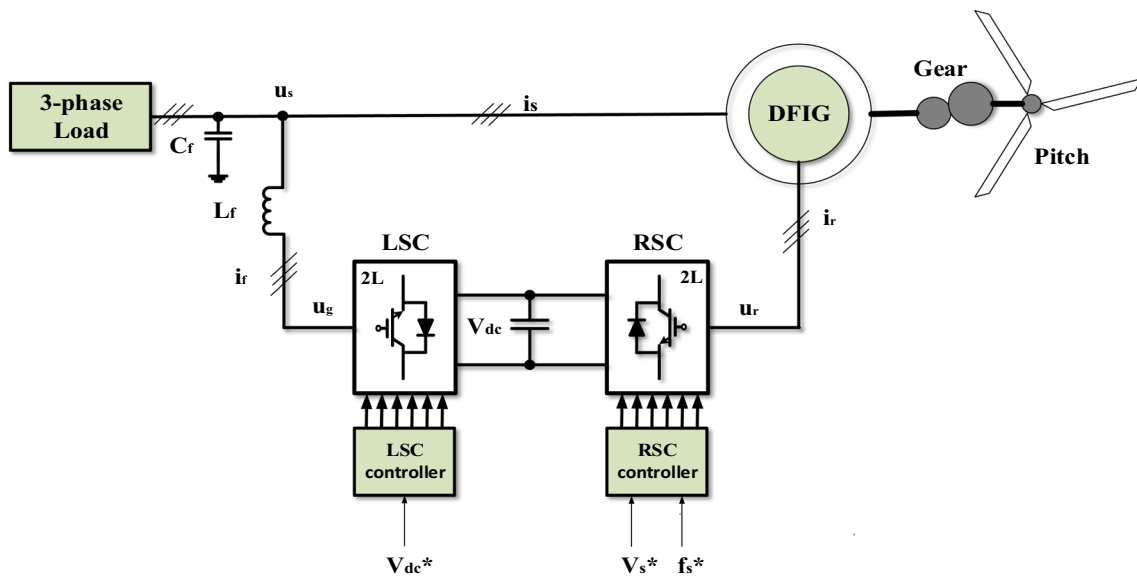 3-phase
Load
us
is
DFIG
Gear
Pitch
Cf
Lf
if
ug
LSC
2L
Vdc
RSC
2L
ur
ir
LSC
controller
RSC
controller
Vdc*
Vs*
fs*